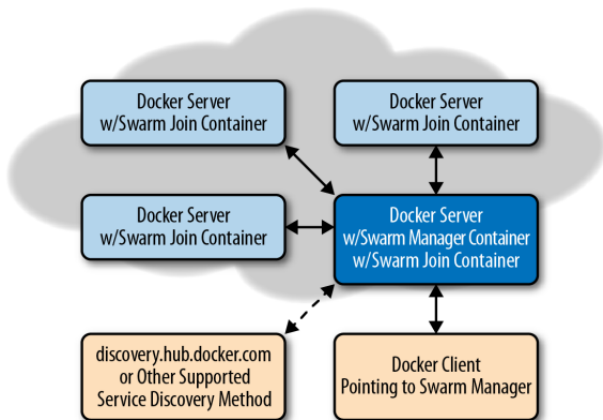 Docker Server
w/Swarm Join Container
Docker Server
w/Swarm Join Container
Docker Server
w/Swarm Join Container
Docker Server
w/Swarm Manager Container
w/Swarm Join Container
discovery.hub.docker.com
or Other Supported
Service Discovery Method
Docker Client
Pointing to Swarm Manager